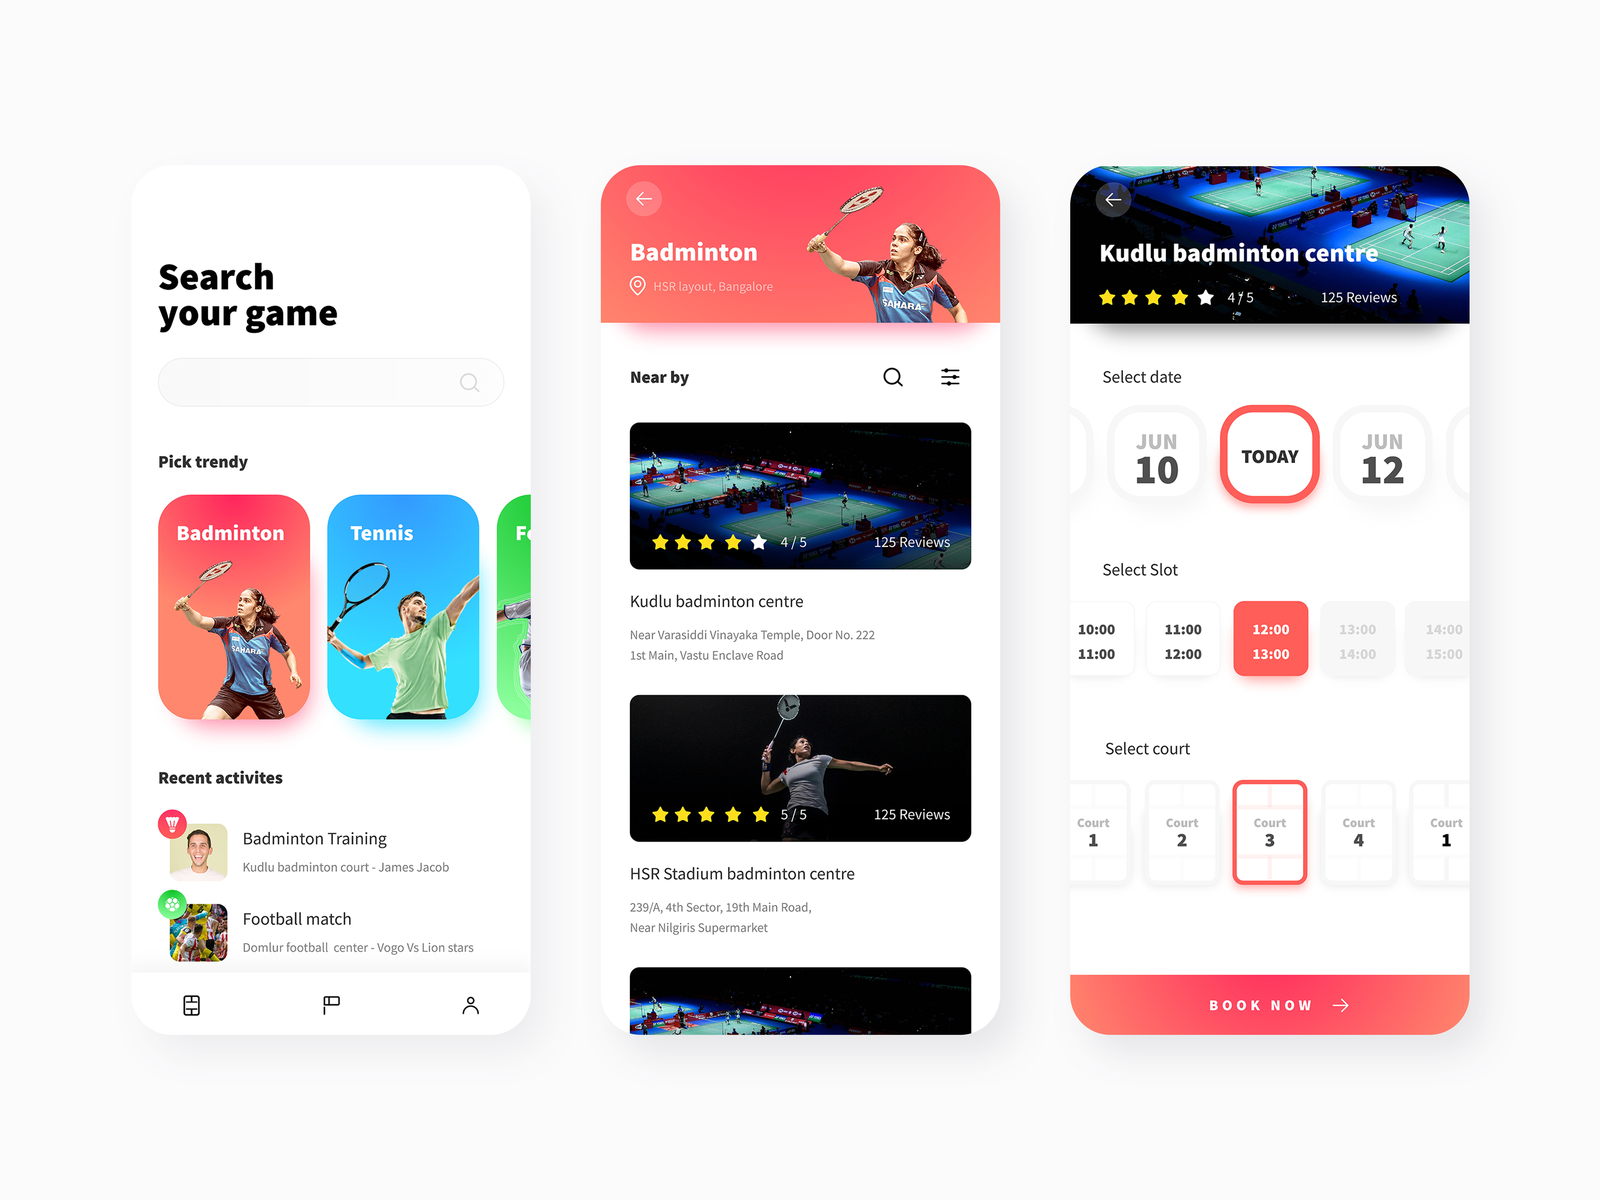 Search
your game
Pick trendy
Badminton
Tennis
Fo
SAHARA
Recent activites
Badminton Training
Kudlu badminton court - James Jacob
Football match
Domlur football center - Vogo Vs Lion stars
Badminton
HSR layout, Bangalore
SAHARA
Near by
4 / 5
125 Reviews
Kudlu badminton centre
Near Varasiddi Vinayaka Temple, Door No. 222
1st Main, Vastu Enclave Road
5 / 5
125 Reviews
HSR Stadium badminton centre
239/A, 4th Sector, 19th Main Road,
Near Nilgiris Supermarket
Kudlu badminton centre
4 / 5
125 Reviews
Select date
JUN
10
TODAY
JUN
12
Select Slot
10:00
11:00
11:00
12:00
12:00
13:00
13:00
14:00
14:00
15:00
Select court
Court
1
Court
2
Court
3
Court
4
Court
1
BOOK NOW